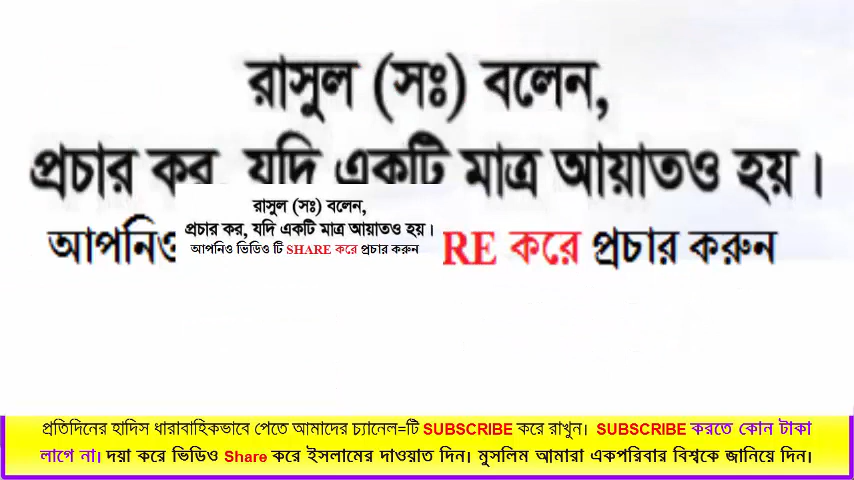 রাসুল (সঃ) বলেন,
প্রচার কর, যদি একটি মাত্র আয়াতও হয়।
আপনিও RE করে প্রচার করুন
রাসুল (সঃ) বলেন,
প্রচার কর, যদি একটি মাত্র আয়াতও হয়।
আপনিও ভিডিও টি SHARE করে প্রচার করুন
প্রতিদিনের হাদিস ধারাবাহিকভাবে পেতে আমাদের চ্যানেল=টি SUBSCRIBE করে রাখুন। SUBSCRIBE করতে কোন টাকা
লাগে না। দয়া করে ভিডিও Share করে ইসলামের দাওয়াত দিন। মুসলিম আমারা একপরিবার বিশ্বকে জানিয়ে দিন।